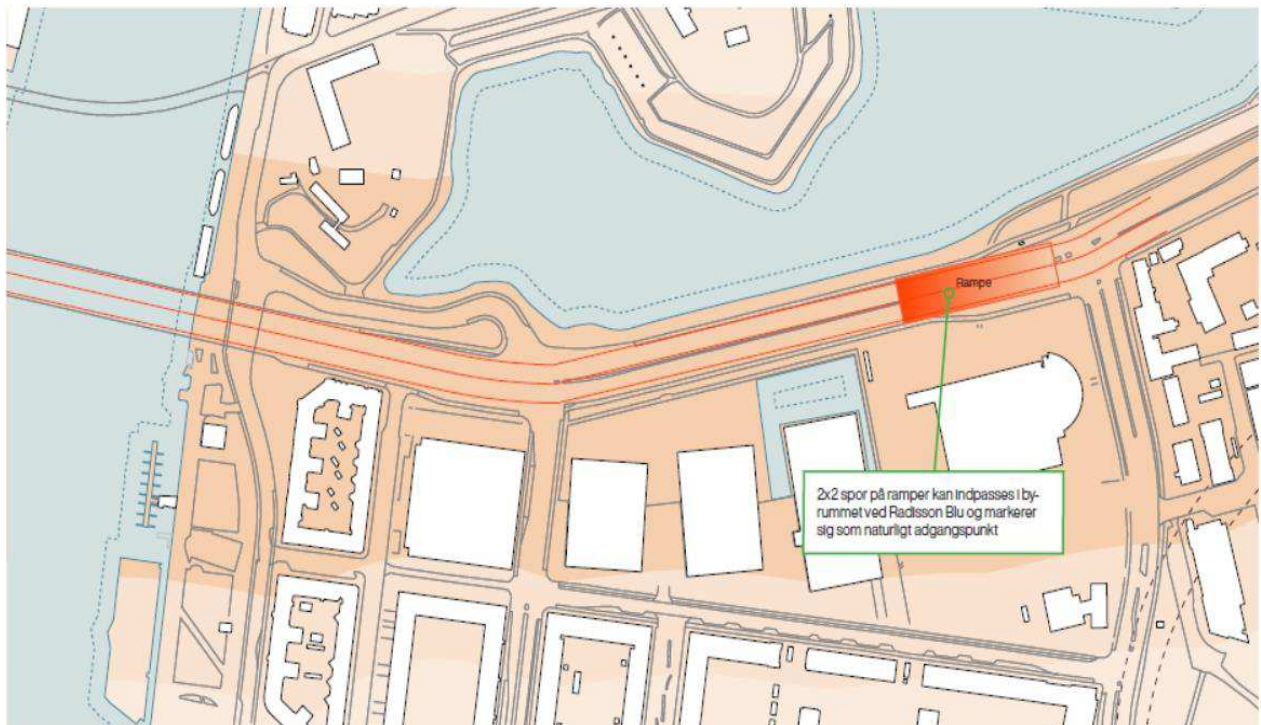 Rampe
2x2 spor på ramper kan indpasses i by-
rummet ved Radisson Blu og markerer
sig som naturligt adgangspunkt